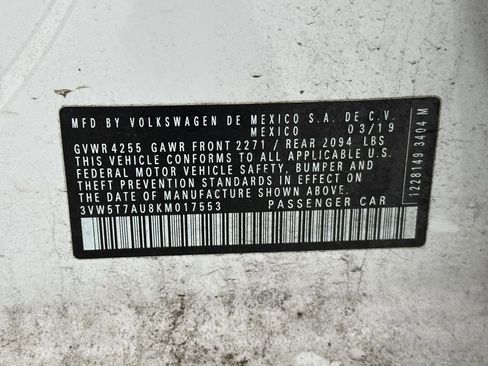 MFD BY VOLKSWAGEN DE MEXICO S.A. DE C.V.
MEXICO 03/19
GVWR 4255 GAWR FRONT 2271 / REAR 2094 LBS
THIS VEHICLE CONFORMS TO ALL APPLICABLE
FEDERAL MOTOR VEHICLE SAFETY, BUMPER AND
THEFT PREVENTION STANDARDS IN EFFECT ON
THE DATE OF MANUFACTURE SHOWN ABOVE.
3VW5T7AU8KM017553 PASSENGER CAR
i228149 3404 M